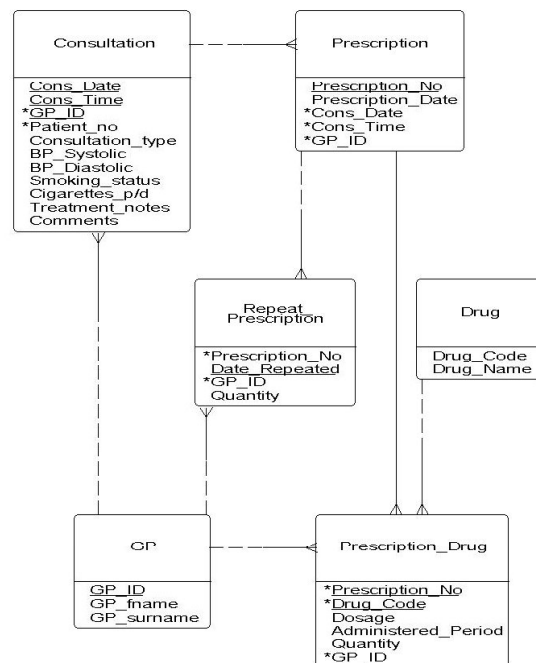 Consultation
Cons_Date
Cons_Time
*GP_ID
*Patient_no
Consultation_type
BP_Systolic
BP_Diastolic
Smoking_status
Cigarettes_p/d
Treatment_notes
Comments
Prescription
Prescription_No
Prescription_Date
*Cons_Date
*Cons_Time
*GP_ID
Repeat_
Prescription
*Prescription_No
Date_Repeated
*GP_ID
Quantity
Drug
Drug_Code
Drug_Name
GP
GP_ID
GP_fname
GP_surname
Prescription_Drug
*Prescription_No
*Drug_Code
Dosage
Administered_Period
Quantity
*GP_ID